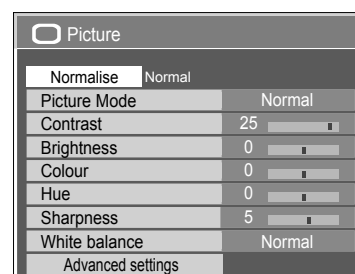 Picture
Normalise Normal
Picture Mode Normal
Contrast 25
Brightness 0
Colour 0
Hue 0
Sharpness 5
White balance Normal
Advanced settings